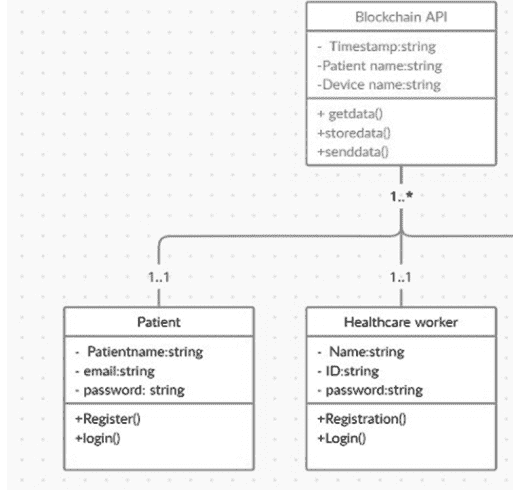 Blockchain API
- Timestamp:string
-Patient name:string
-Device name:string
+ getdata()
+storedata()
+senddata()
1..*
1..1
1..1
Patient
- Patientname:string
- email:string
- password: string
+Register()
+login()
Healthcare worker
- Name:string
- ID:string
- password:string
+Registration()
+Login()